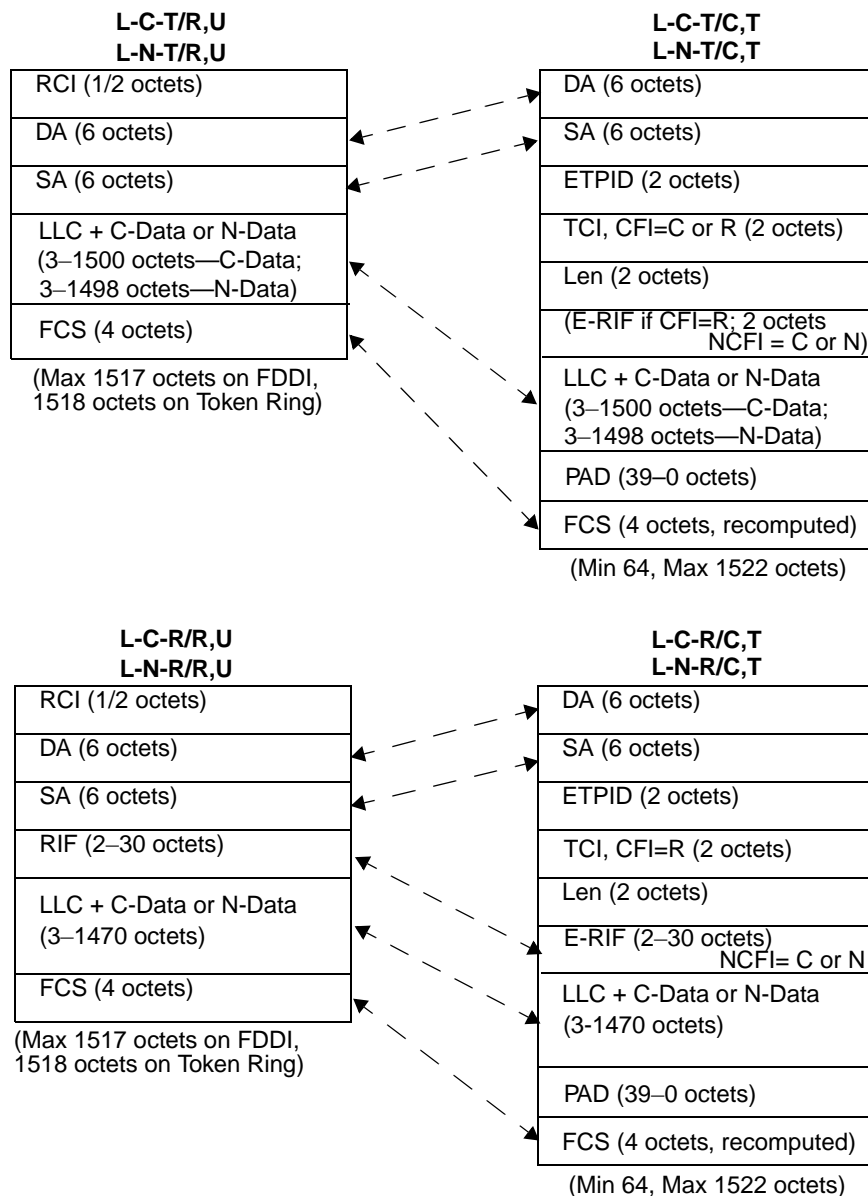 L-C-T/R,U
L-N-T/R,U
RCI (1/2 octets)
DA (6 octets)
SA (6 octets)
LLC + C-Data or N-Data
(3–1500 octets—C-Data;
3–1498 octets—N-Data)
FCS (4 octets)
(Max 1517 octets on FDDI,
1518 octets on Token Ring)
L-C-T/C,T
L-N-T/C,T
DA (6 octets)
SA (6 octets)
ETPID (2 octets)
TCI, CFI=C or R (2 octets)
Len (2 octets)
(E-RIF if CFI=R; 2 octets
NCFI = C or N)
LLC + C-Data or N-Data
(3–1500 octets—C-Data;
3–1498 octets—N-Data)
PAD (39–0 octets)
FCS (4 octets, recomputed)
(Min 64, Max 1522 octets)
L-C-R/R,U
L-N-R/R,U
RCI (1/2 octets)
DA (6 octets)
SA (6 octets)
RIF (2–30 octets)
LLC + C-Data or N-Data
(3–1470 octets)
FCS (4 octets)
(Max 1517 octets on FDDI,
1518 octets on Token Ring)
L-C-R/C,T
L-N-R/C,T
DA (6 octets)
SA (6 octets)
ETPID (2 octets)
TCI, CFI=R (2 octets)
Len (2 octets)
E-RIF (2–30 octets)
NCFI= C or N
LLC + C-Data or N-Data
(3-1470 octets)
PAD (39–0 octets)
FCS (4 octets, recomputed)
(Min 64, Max 1522 octets)